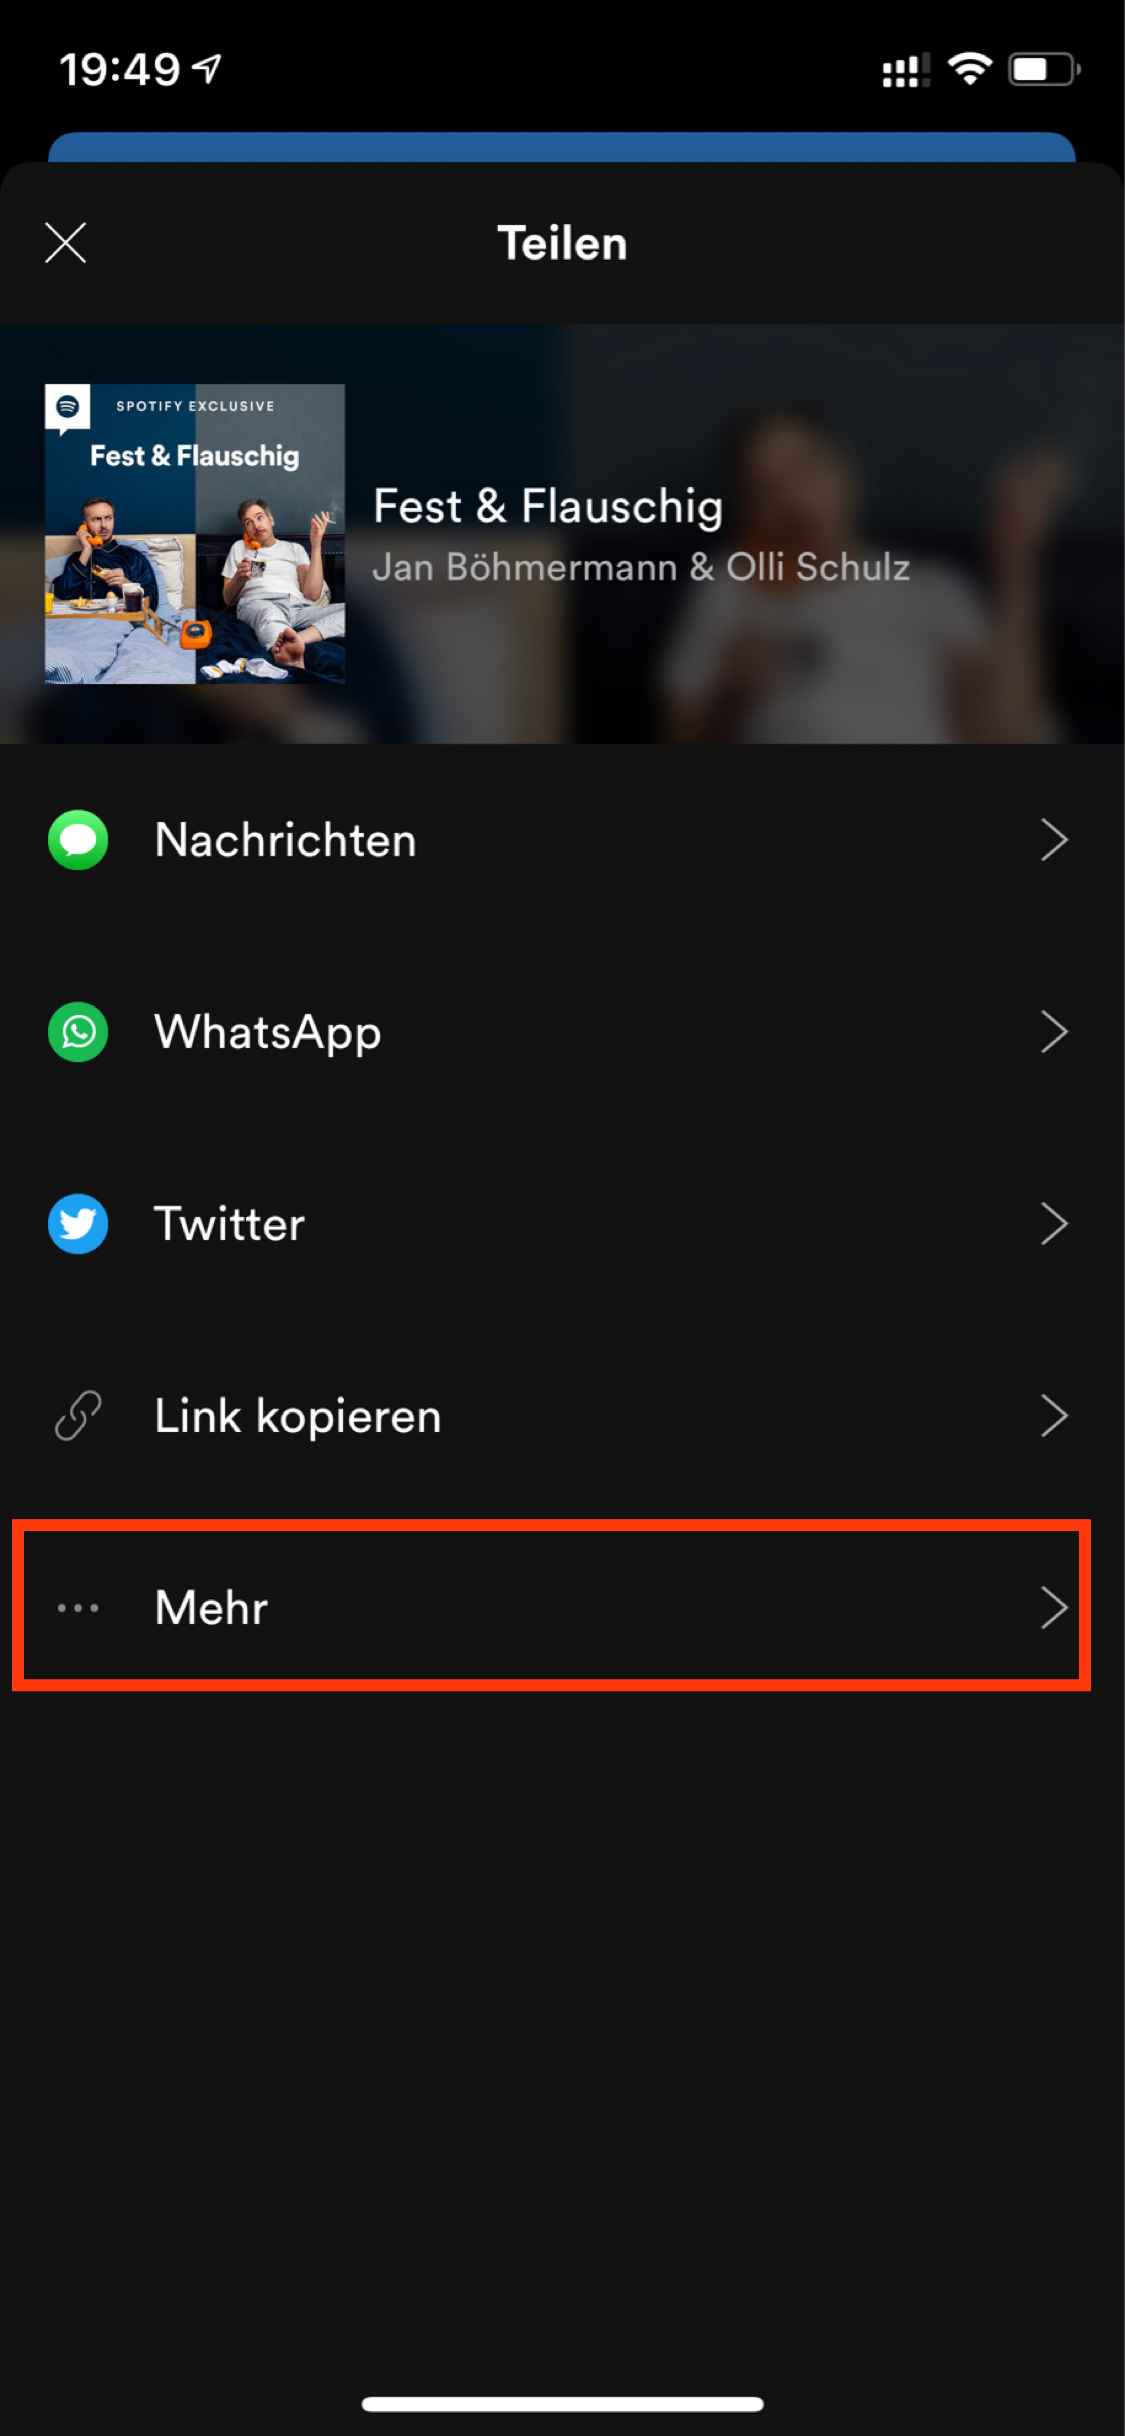 19:49
Teilen
SPOTIFY EXCLUSIVE
Fest & Flauschig
Fest & Flauschig
Jan Böhmermann & Olli Schulz
Nachrichten
WhatsApp
Twitter
Link kopieren
Mehr